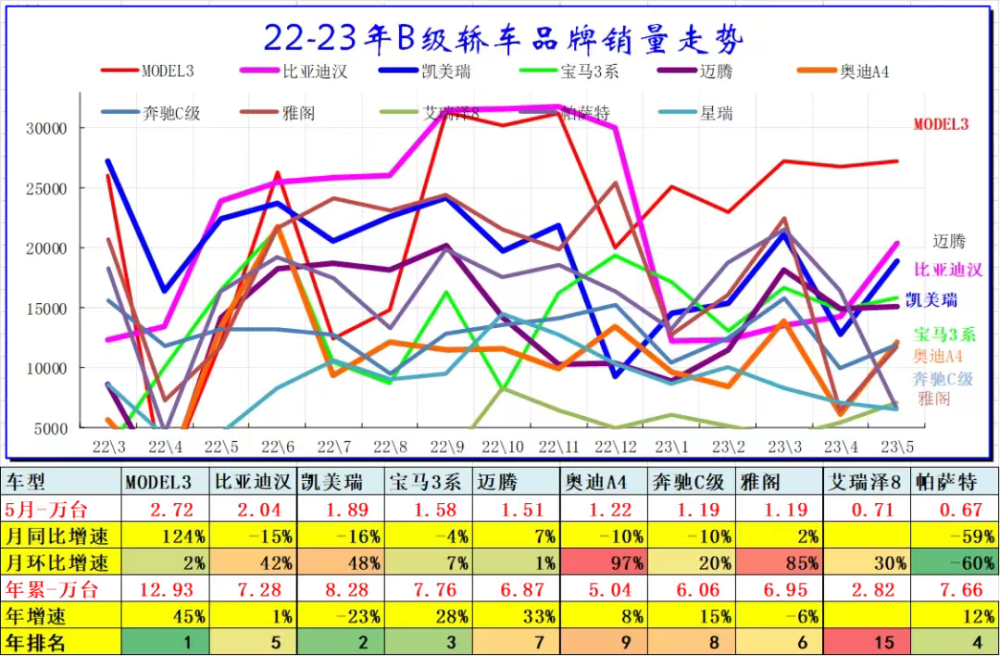 22-23年B级轿车品牌销量走势
MODEL3 比亚迪汉 凯美瑞 宝马3系 迈腾 奥迪A4
奔驰C级 雅阁 艾瑞泽8 帕萨特 星瑞
30000
25000
20000
15000
10000
5000
MODEL3
迈腾
比亚迪汉
凯美瑞
宝马3系
奥迪A4
奔驰C级
雅阁
22\3 22\4 22\5 22\6 22\7 22\8 22\9 22\10 22\11 22\12 23\1 23\2 23\3 23\4 23\5
车型 MODEL3 比亚迪汉 凯美瑞 宝马3系 迈腾 奥迪A4 奔驰C级 雅阁 艾瑞泽8 帕萨特
5月-万台 2.72 2.04 1.89 1.58 1.51 1.22 1.19 1.19 0.71 0.67
月同比增速 124% -15% -16% -4% 7% -10% -10% 2% -59%
月环比增速 2% 42% 48% 7% 1% 97% 20% 85% 30% -60%
年累-万台 12.93 7.28 8.28 7.76 6.87 5.04 6.06 6.95 2.82 7.66
年增速 45% 1% -23% 28% 33% 8% 15% -6% 12%
年排名 1 5 2 3 7 9 8 6 15 4